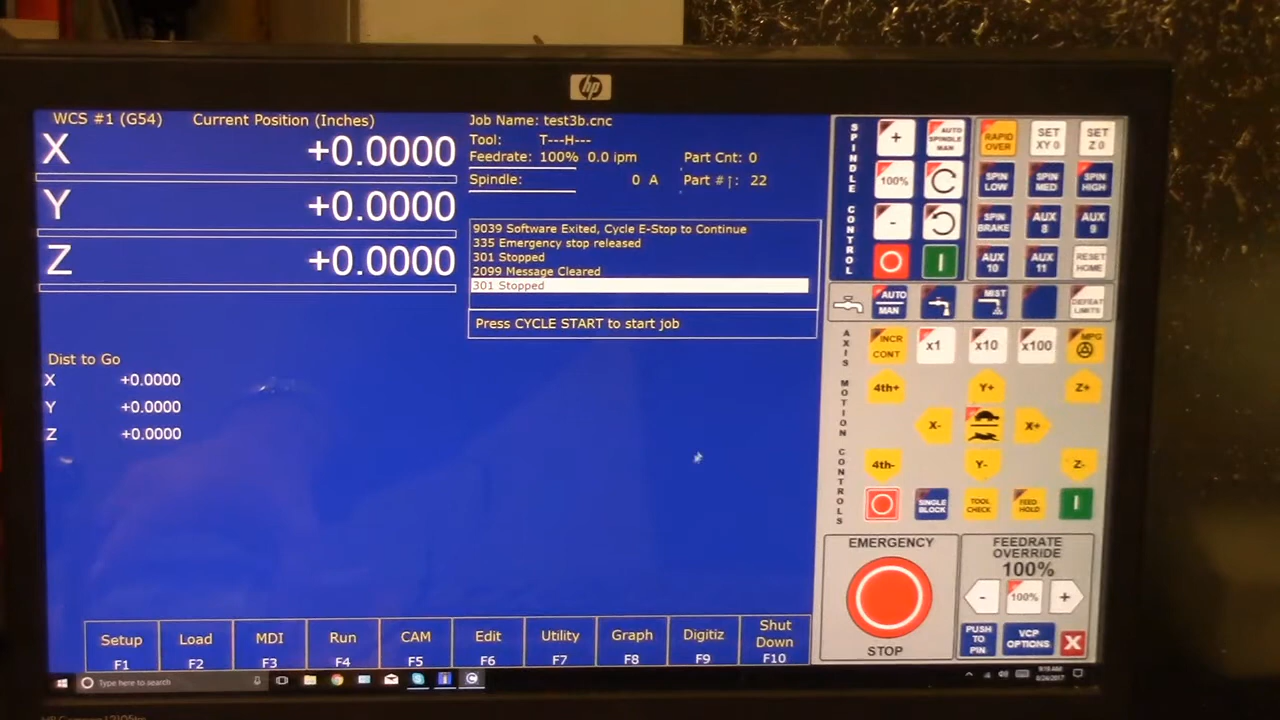 hp
WCS #1 (G54) Current Position (Inches)
X +0.0000
Y +0.0000
Z +0.0000
Job Name: test3b.cnc
Tool: T---H---
Feedrate: 100% 0.0 ipm Part Cnt: 0
Spindle: 0 A Part #: 22
9039 Software Exited, Cycle E-Stop to Continue
335 Emergency stop released
301 Stopped
2099 Message Cleared
301 Stopped
Press CYCLE START to start job
Dist to Go
X +0.0000
Y +0.0000
Z +0.0000
Setup Load MDI Run CAM Edit Utility Graph Digitiz Shut Down
F1 F2 F3 F4 F5 F6 F7 F8 F9 F10
SPINDLE CONTROL
+ AUTO SPINDLE MAN
100%
-
RAPID OVER SET XY 0 SET Z 0
SPIN LOW SPIN MED SPIN HIGH
SPIN BRAKE AUX 8 AUX 9
AUX 10 AUX 11 RESET HOME
AUTO MAN MIST DEFEAT LIMITS
AXIS MOTION CONTROLS
INCR CONT x1 x10 x100 MPG
4th+ Y+ Z+
X- X+
4th- Y- Z-
SINGLE BLOCK TOOL CHECK FEED HOLD
EMERGENCY
STOP
FEEDRATE
OVERRIDE
100%
- 100% +
PUSH TO PIN VCP OPTIONS X
Type here to search